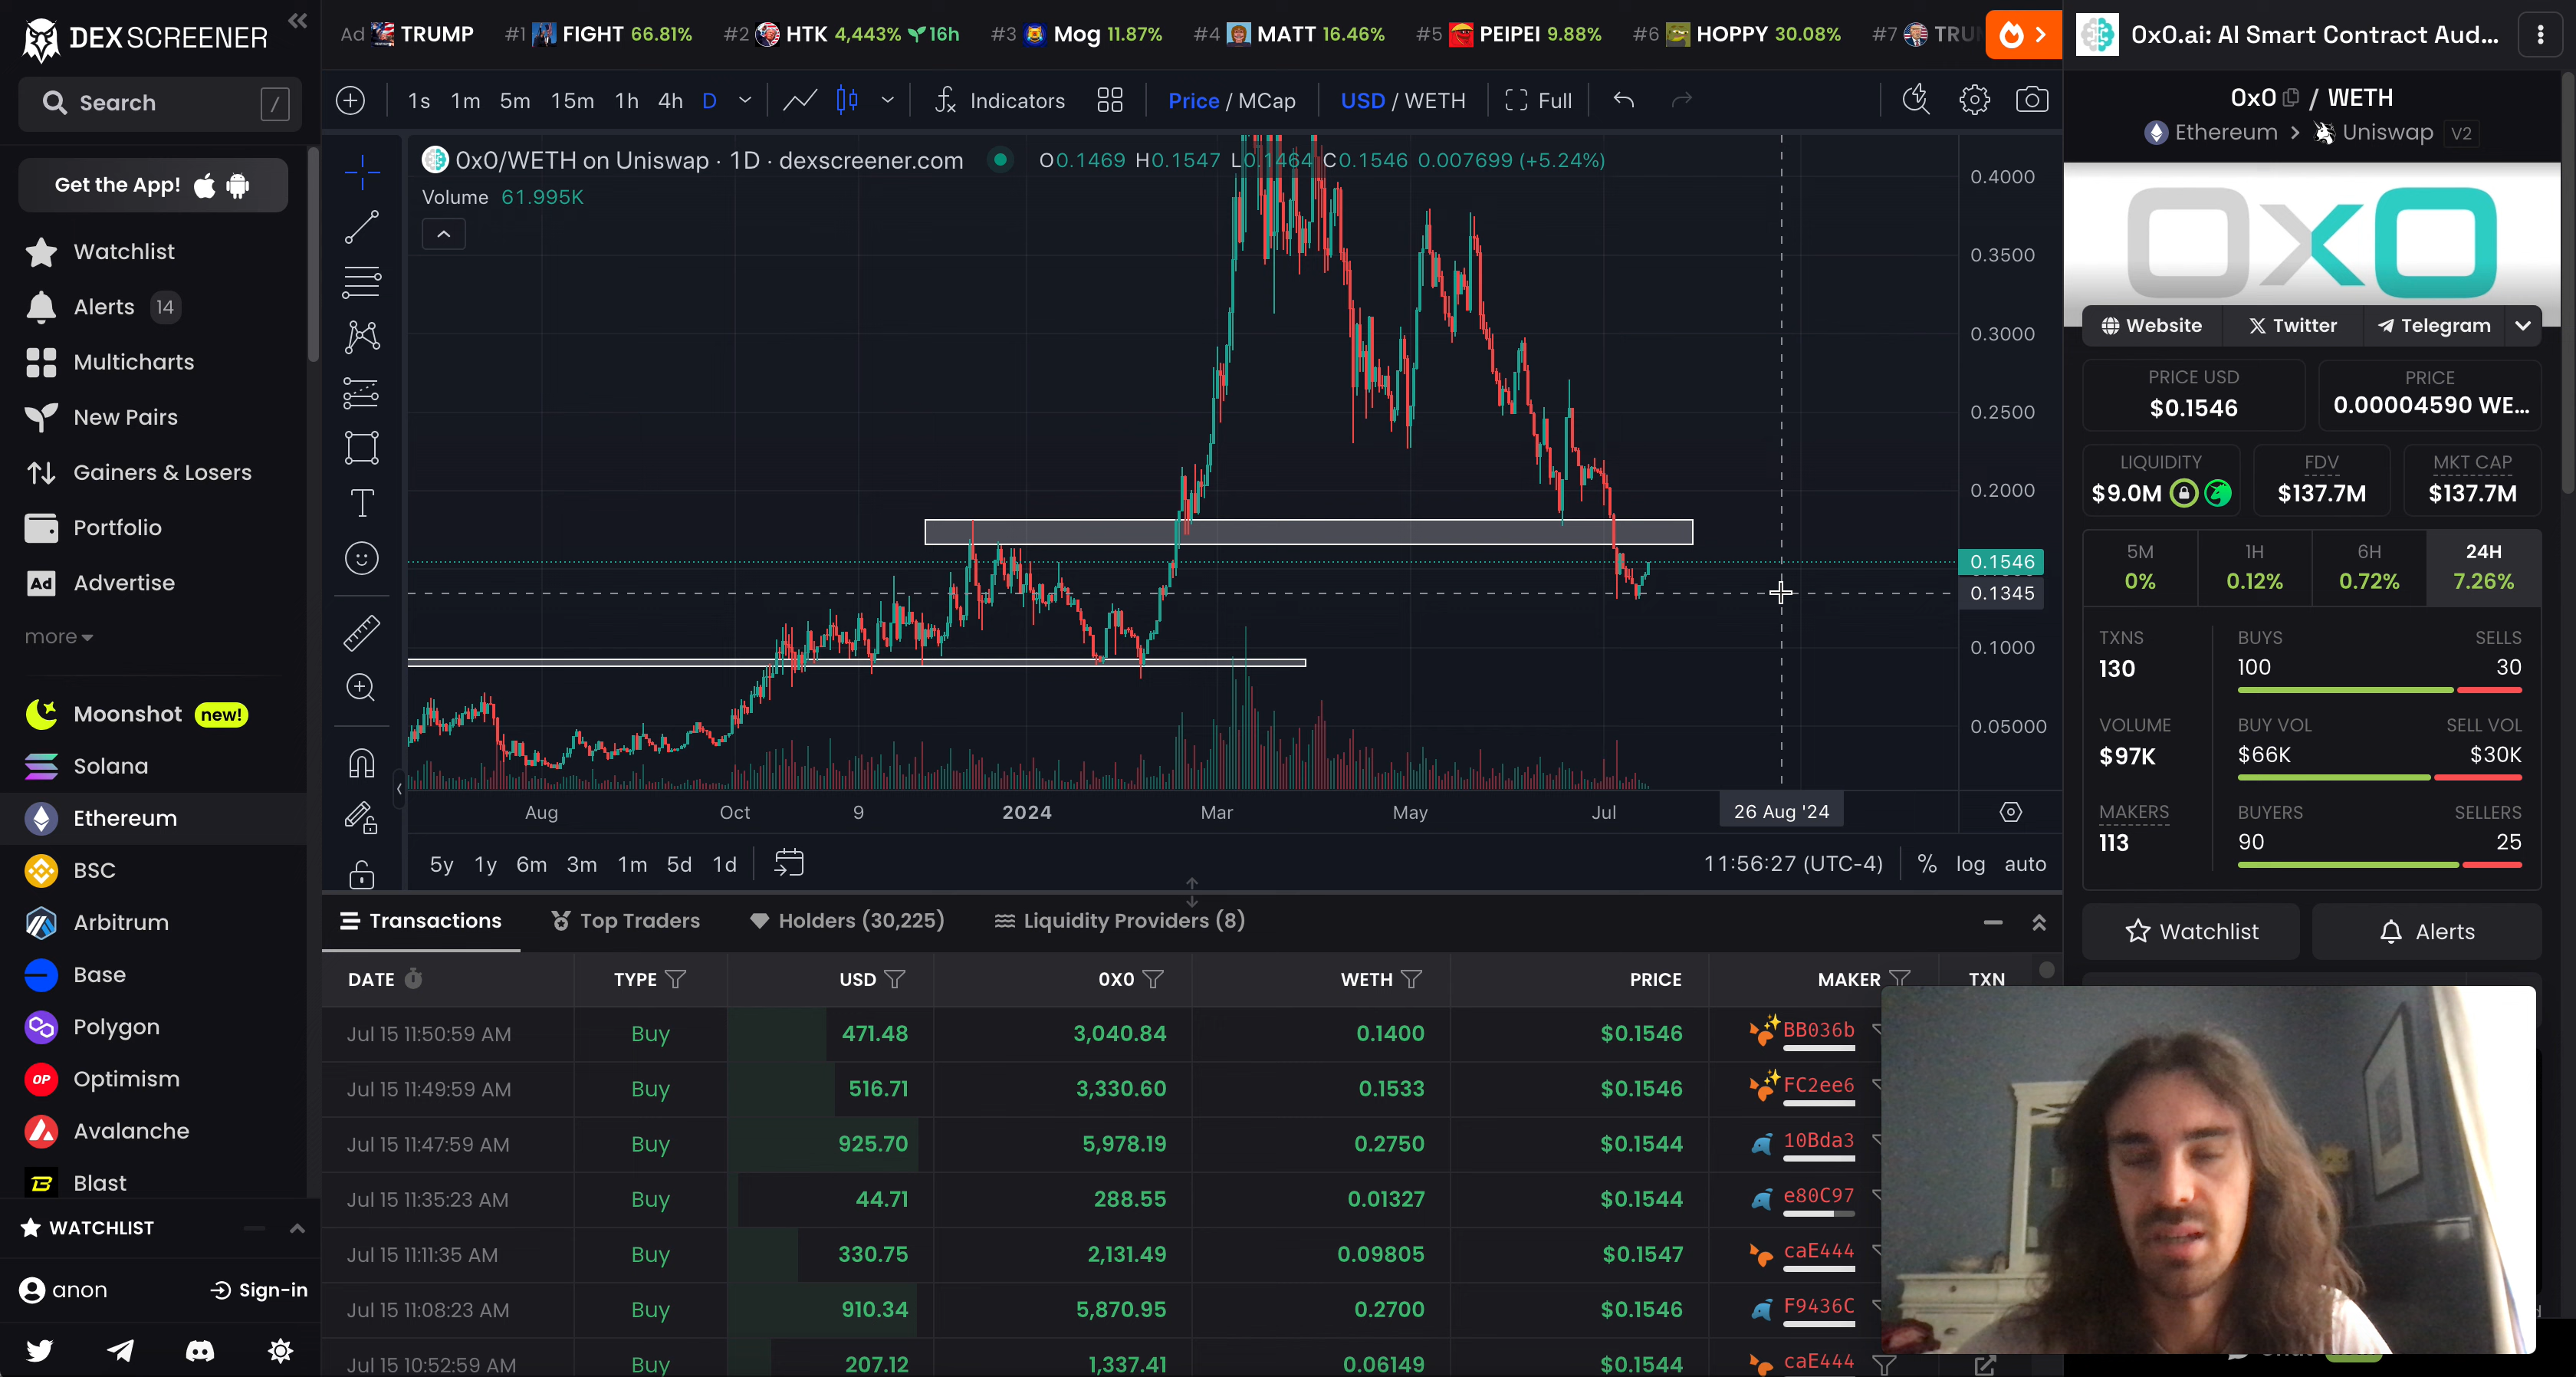 DEX SCREENER
Search /
Get the App!
Watchlist
Alerts 14
Multicharts
New Pairs
Gainers & Losers
Portfolio
Ad Advertise
more
Moonshot new!
Solana
Ethereum
BSC
Arbitrum
Base
Polygon
OP Optimism
Avalanche
Blast
WATCHLIST
anon Sign-in
Ad TRUMP #1 FIGHT 66.81% #2 HTK 4,443% 16h #3 Mog 11.87% #4 MATT 16.46% #5 PEIPEI 9.88% #6 HOPPY 30.08% #7
1s 1m 5m 15m 1h 4h D Indicators Price / MCap USD / WETH Full
0x0/WETH on Uniswap · 1D · dexscreener.com O0.1469 H0.1547 L0.1464 C0.1546 0.007699 (+5.24%)
Volume 61.995K
0.4000
0.3500
0.3000
0.2500
0.2000
0.1546
0.1345
0.1000
0.05000
Aug Oct 9 2024 Mar May Jul 26 Aug '24
5y 1y 6m 3m 1m 5d 1d 11:56:27 (UTC-4) % log auto
Transactions Top Traders Holders (30,225) Liquidity Providers (8)
DATE TYPE USD 0X0 WETH PRICE MAKER TXN
Jul 15 11:50:59 AM Buy 471.48 3,040.84 0.1400 $0.1546 BB036b
Jul 15 11:49:59 AM Buy 516.71 3,330.60 0.1533 $0.1546 FC2ee6
Jul 15 11:47:59 AM Buy 925.70 5,978.19 0.2750 $0.1544 10Bda3
Jul 15 11:35:23 AM Buy 44.71 288.55 0.01327 $0.1544 e80C97
Jul 15 11:11:35 AM Buy 330.75 2,131.49 0.09805 $0.1547 caE444
Jul 15 11:08:23 AM Buy 910.34 5,870.95 0.2700 $0.1546 F9436C
Jul 15 10:52:59 AM Buy 207.12 1,337.41 0.06149 $0.1544 caE444
0x0.ai: AI Smart Contract Aud...
0x0 / WETH
Ethereum > Uniswap V2
0x0
Website Twitter Telegram
PRICE USD PRICE
$0.1546 0.00004590 WE...
LIQUIDITY FDV MKT CAP
$9.0M $137.7M $137.7M
5M 1H 6H 24H
0% 0.12% 0.72% 7.26%
TXNS BUYS SELLS
130 100 30
VOLUME BUY VOL SELL VOL
$97K $66K $30K
MAKERS BUYERS SELLERS
113 90 25
Watchlist Alerts